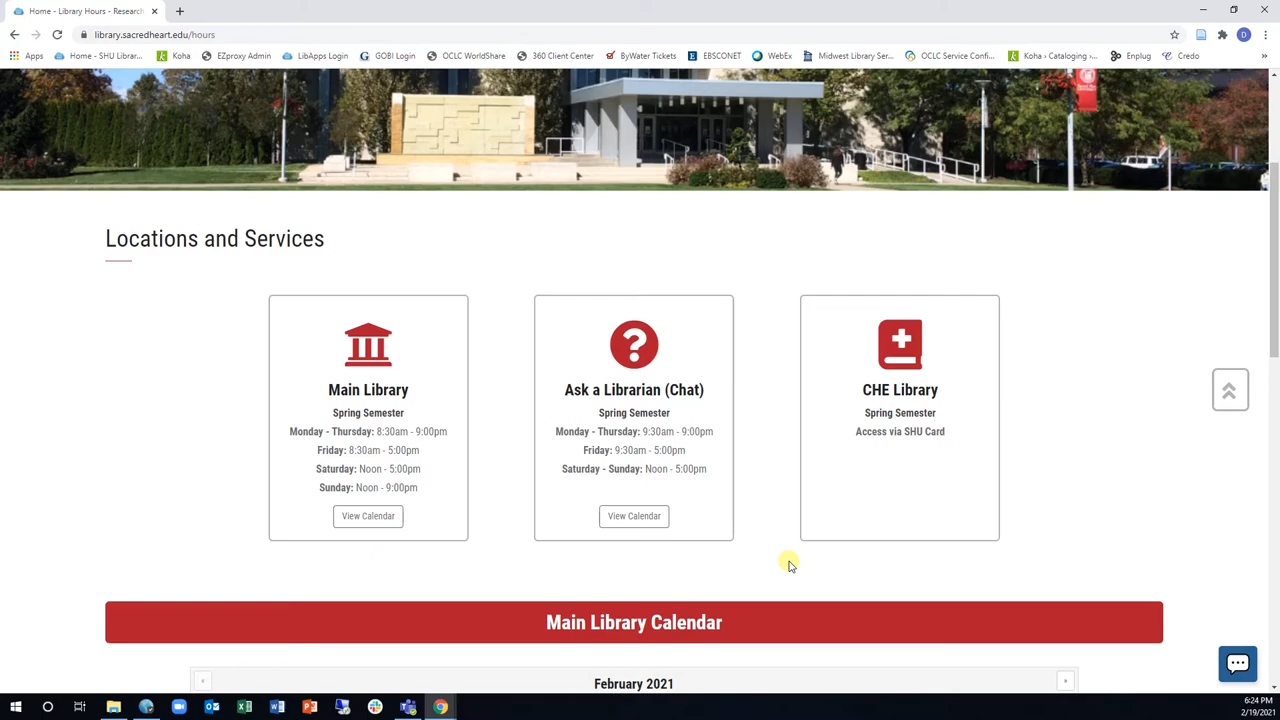 Home - Library Hours - Research
library.sacredheart.edu/hours
D
Apps
Home - SHU Librar...
Koha
EZproxy Admin
LibApps Login
GOBI Login
OCLC WorldShare
360 Client Center
ByWater Tickets
EBSCONET
WebEx
Midwest Library Ser...
OCLC Service Confi...
Koha › Cataloging ›...
Enplug
Credo
Locations and Services
Main Library
Spring Semester
Monday - Thursday: 8:30am - 9:00pm
Friday: 8:30am - 5:00pm
Saturday: Noon - 5:00pm
Sunday: Noon - 9:00pm
View Calendar
Ask a Librarian (Chat)
Spring Semester
Monday - Thursday: 9:30am - 9:00pm
Friday: 9:30am - 5:00pm
Saturday - Sunday: Noon - 5:00pm
View Calendar
CHE Library
Spring Semester
Access via SHU Card
Main Library Calendar
February 2021
6:24 PM
2/19/2021